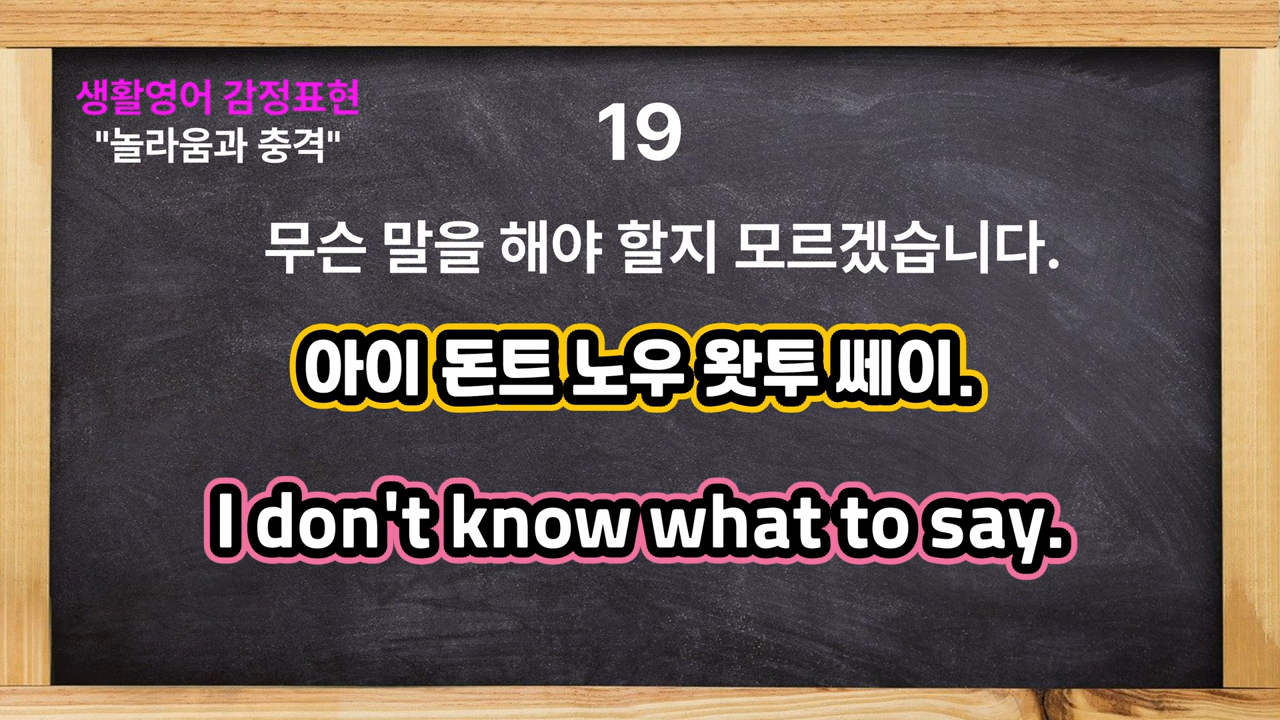 생활영어 감정표현
"놀라움과 충격"
19
무슨 말을 해야 할지 모르겠습니다.
아이 돈트 노우 왓투 쎄이.
I don't know what to say.